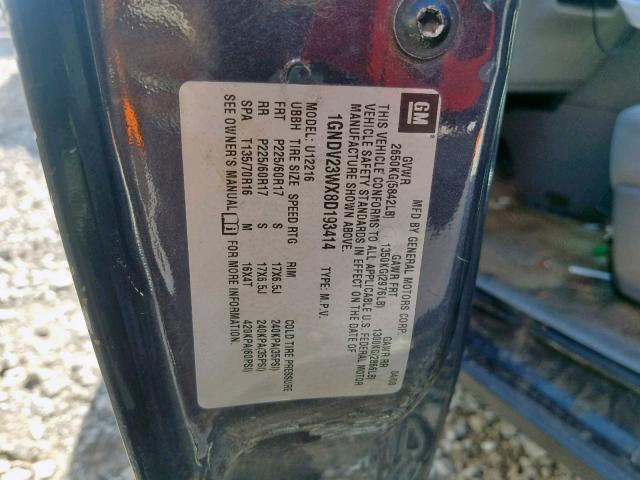 GM
MFD BY GENERAL MOTORS CORP. 04/08
GVWR GAWR FRT GAWR RR
2650KG(5842LB) 1350KG(2976LB) 1300KG(2866LB)
THIS VEHICLE CONFORMS TO ALL APPLICABLE U.S. FEDERAL MOTOR
VEHICLE SAFETY STANDARDS IN EFFECT ON THE DATE OF
MANUFACTURE SHOWN ABOVE.
1GNDV23WX8D193414 TYPE: M.P.V.
MODEL: U12216
UBBH TIRE SIZE SPEED RTG RIM COLD TIRE PRESSURE
FRT P225/60R17 S 17X6.5J 240KPA(35PSI)
RR P225/60R17 S 17X6.5J 240KPA(35PSI)
SPA T135/70R16 M 16X4T 420KPA(60PSI)
SEE OWNER'S MANUAL FOR MORE INFORMATION.